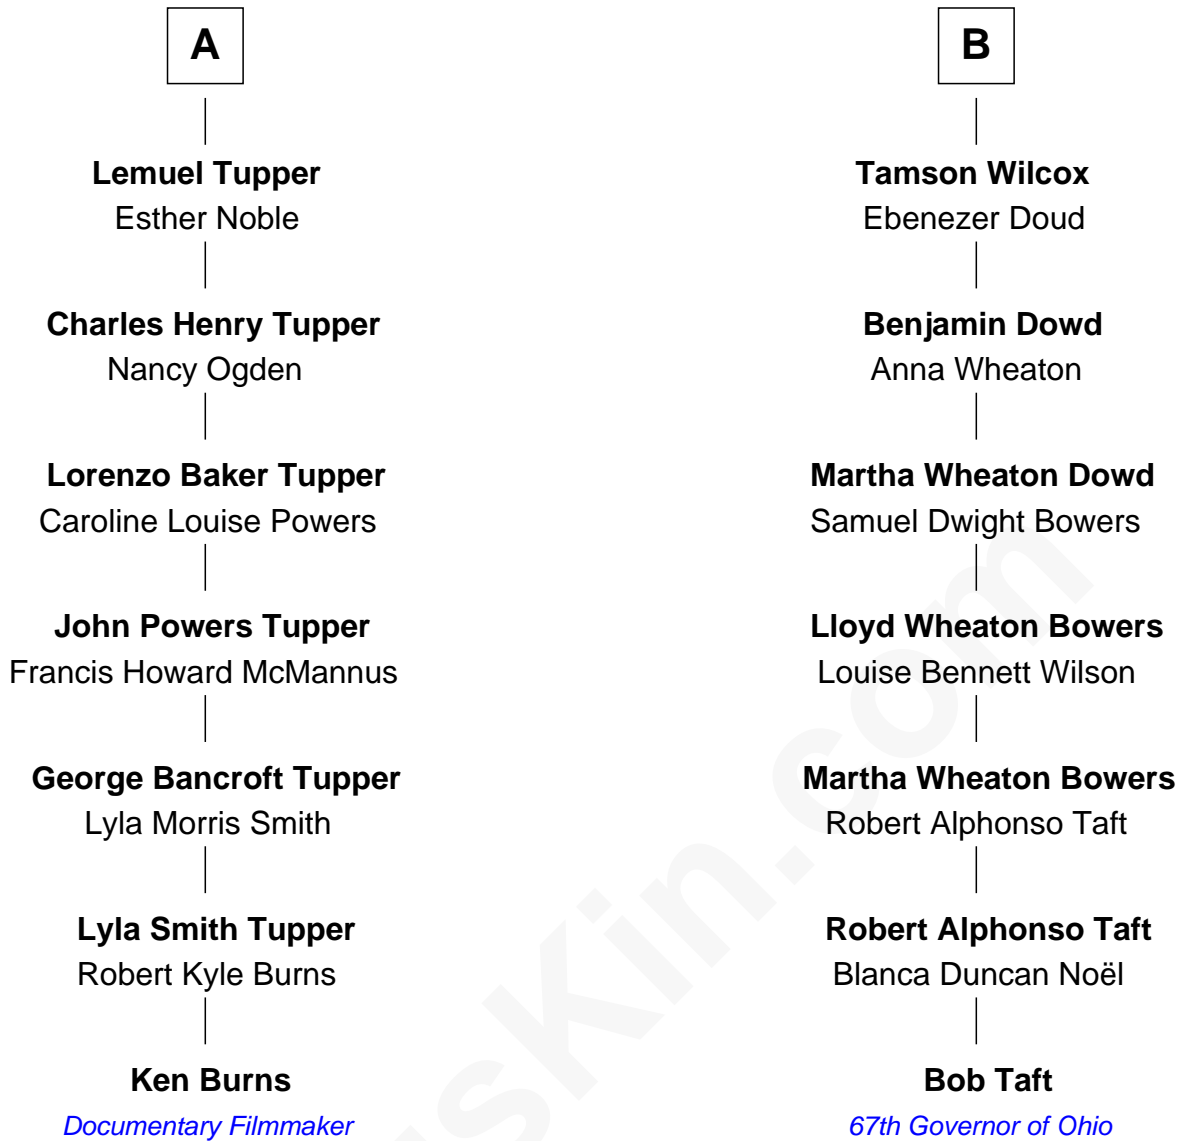 A
B
Lemuel Tupper
Esther Noble
Tamson Wilcox
Ebenezer Doud
Charles Henry Tupper
Nancy Ogden
Benjamin Dowd
Anna Wheaton
Lorenzo Baker Tupper
Caroline Louise Powers
Martha Wheaton Dowd
Samuel Dwight Bowers
John Powers Tupper
Francis Howard McMannus
Lloyd Wheaton Bowers
Louise Bennett Wilson
George Bancroft Tupper
Lyla Morris Smith
Martha Wheaton Bowers
Robert Alphonso Taft
Lyla Smith Tupper
Robert Kyle Burns
Robert Alphonso Taft
Blanca Duncan Noël
Ken Burns
Documentary Filmmaker
Bob Taft
67th Governor of Ohio